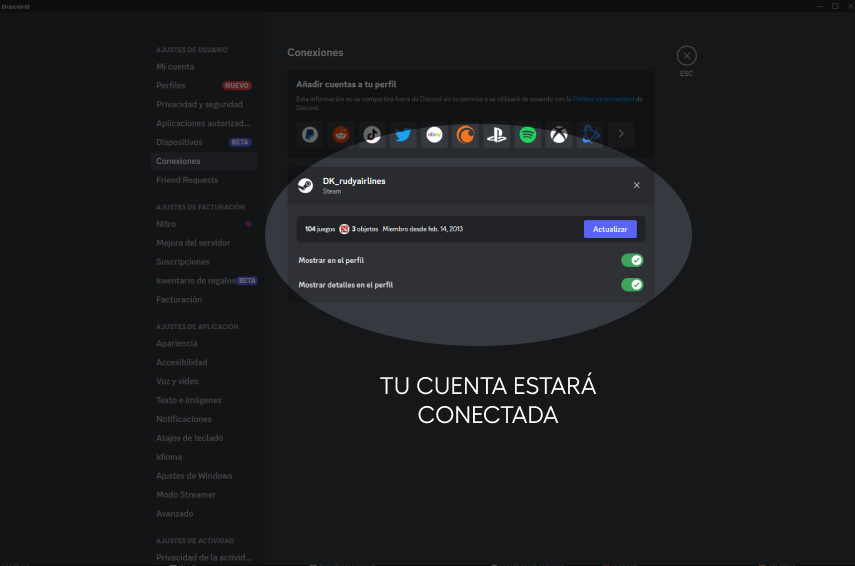 Discord
AJUSTES DE USUARIO
Mi cuenta
Perfiles NUEVO
Privacidad y seguridad
Aplicaciones autorizad...
Dispositivos BETA
Conexiones
Friend Requests
AJUSTES DE FACTURACIÓN
Nitro
Mejora del servidor
Suscripciones
Inventario de regalos BETA
Facturación
AJUSTES DE APLICACIÓN
Apariencia
Accesibilidad
Voz y vídeo
Texto e imágenes
Notificaciones
Atajos de teclado
Idioma
Ajustes de Windows
Modo Streamer
Avanzado
AJUSTES DE ACTIVIDAD
Privacidad de la activid...
Conexiones
ESC
Añadir cuentas a tu perfil
Esta información no se compartirá fuera de Discord sin tu permiso y se utilizará de acuerdo con la Política de privacidad de
Discord.
ebay
DK_rudyairlines
Steam
104 juegos 3 objetos Miembro desde feb. 14, 2013
Actualizar
Mostrar en el perfil
Mostrar detalles en el perfil
TU CUENTA ESTARÁ
CONECTADA